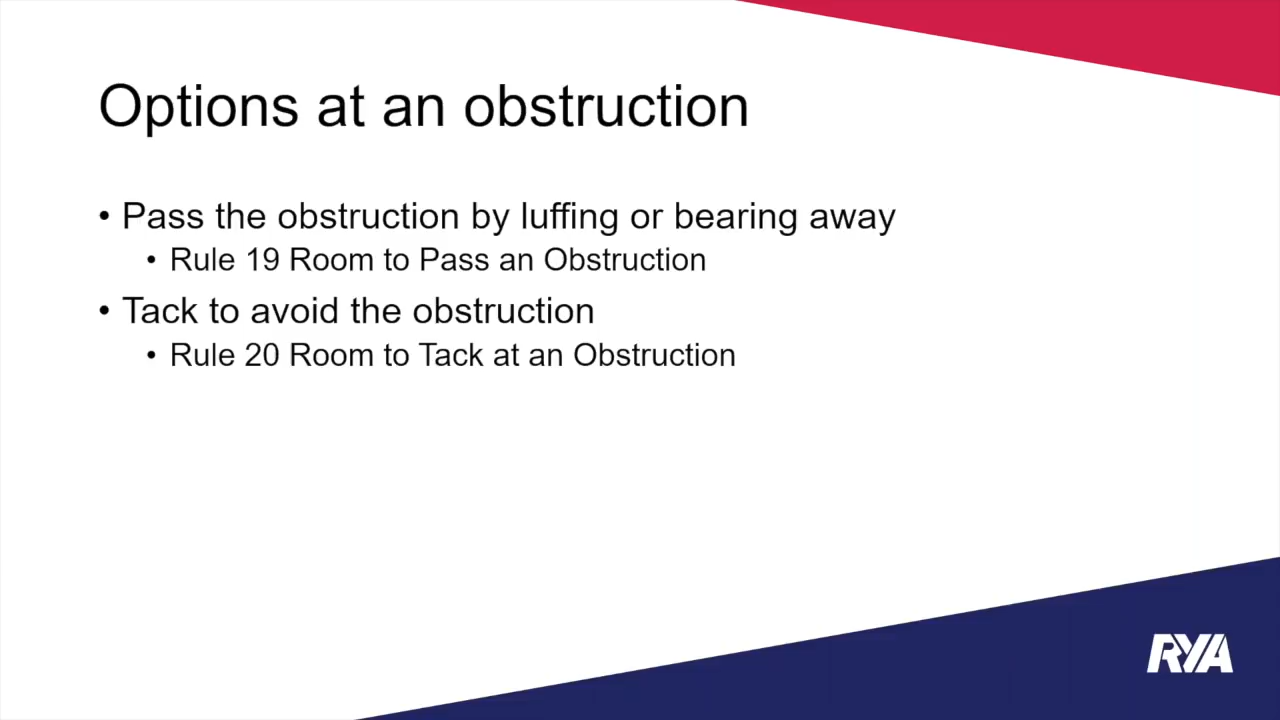 Options at an obstruction
• Pass the obstruction by luffing or bearing away
• Rule 19 Room to Pass an Obstruction
• Tack to avoid the obstruction
• Rule 20 Room to Tack at an Obstruction
RYA